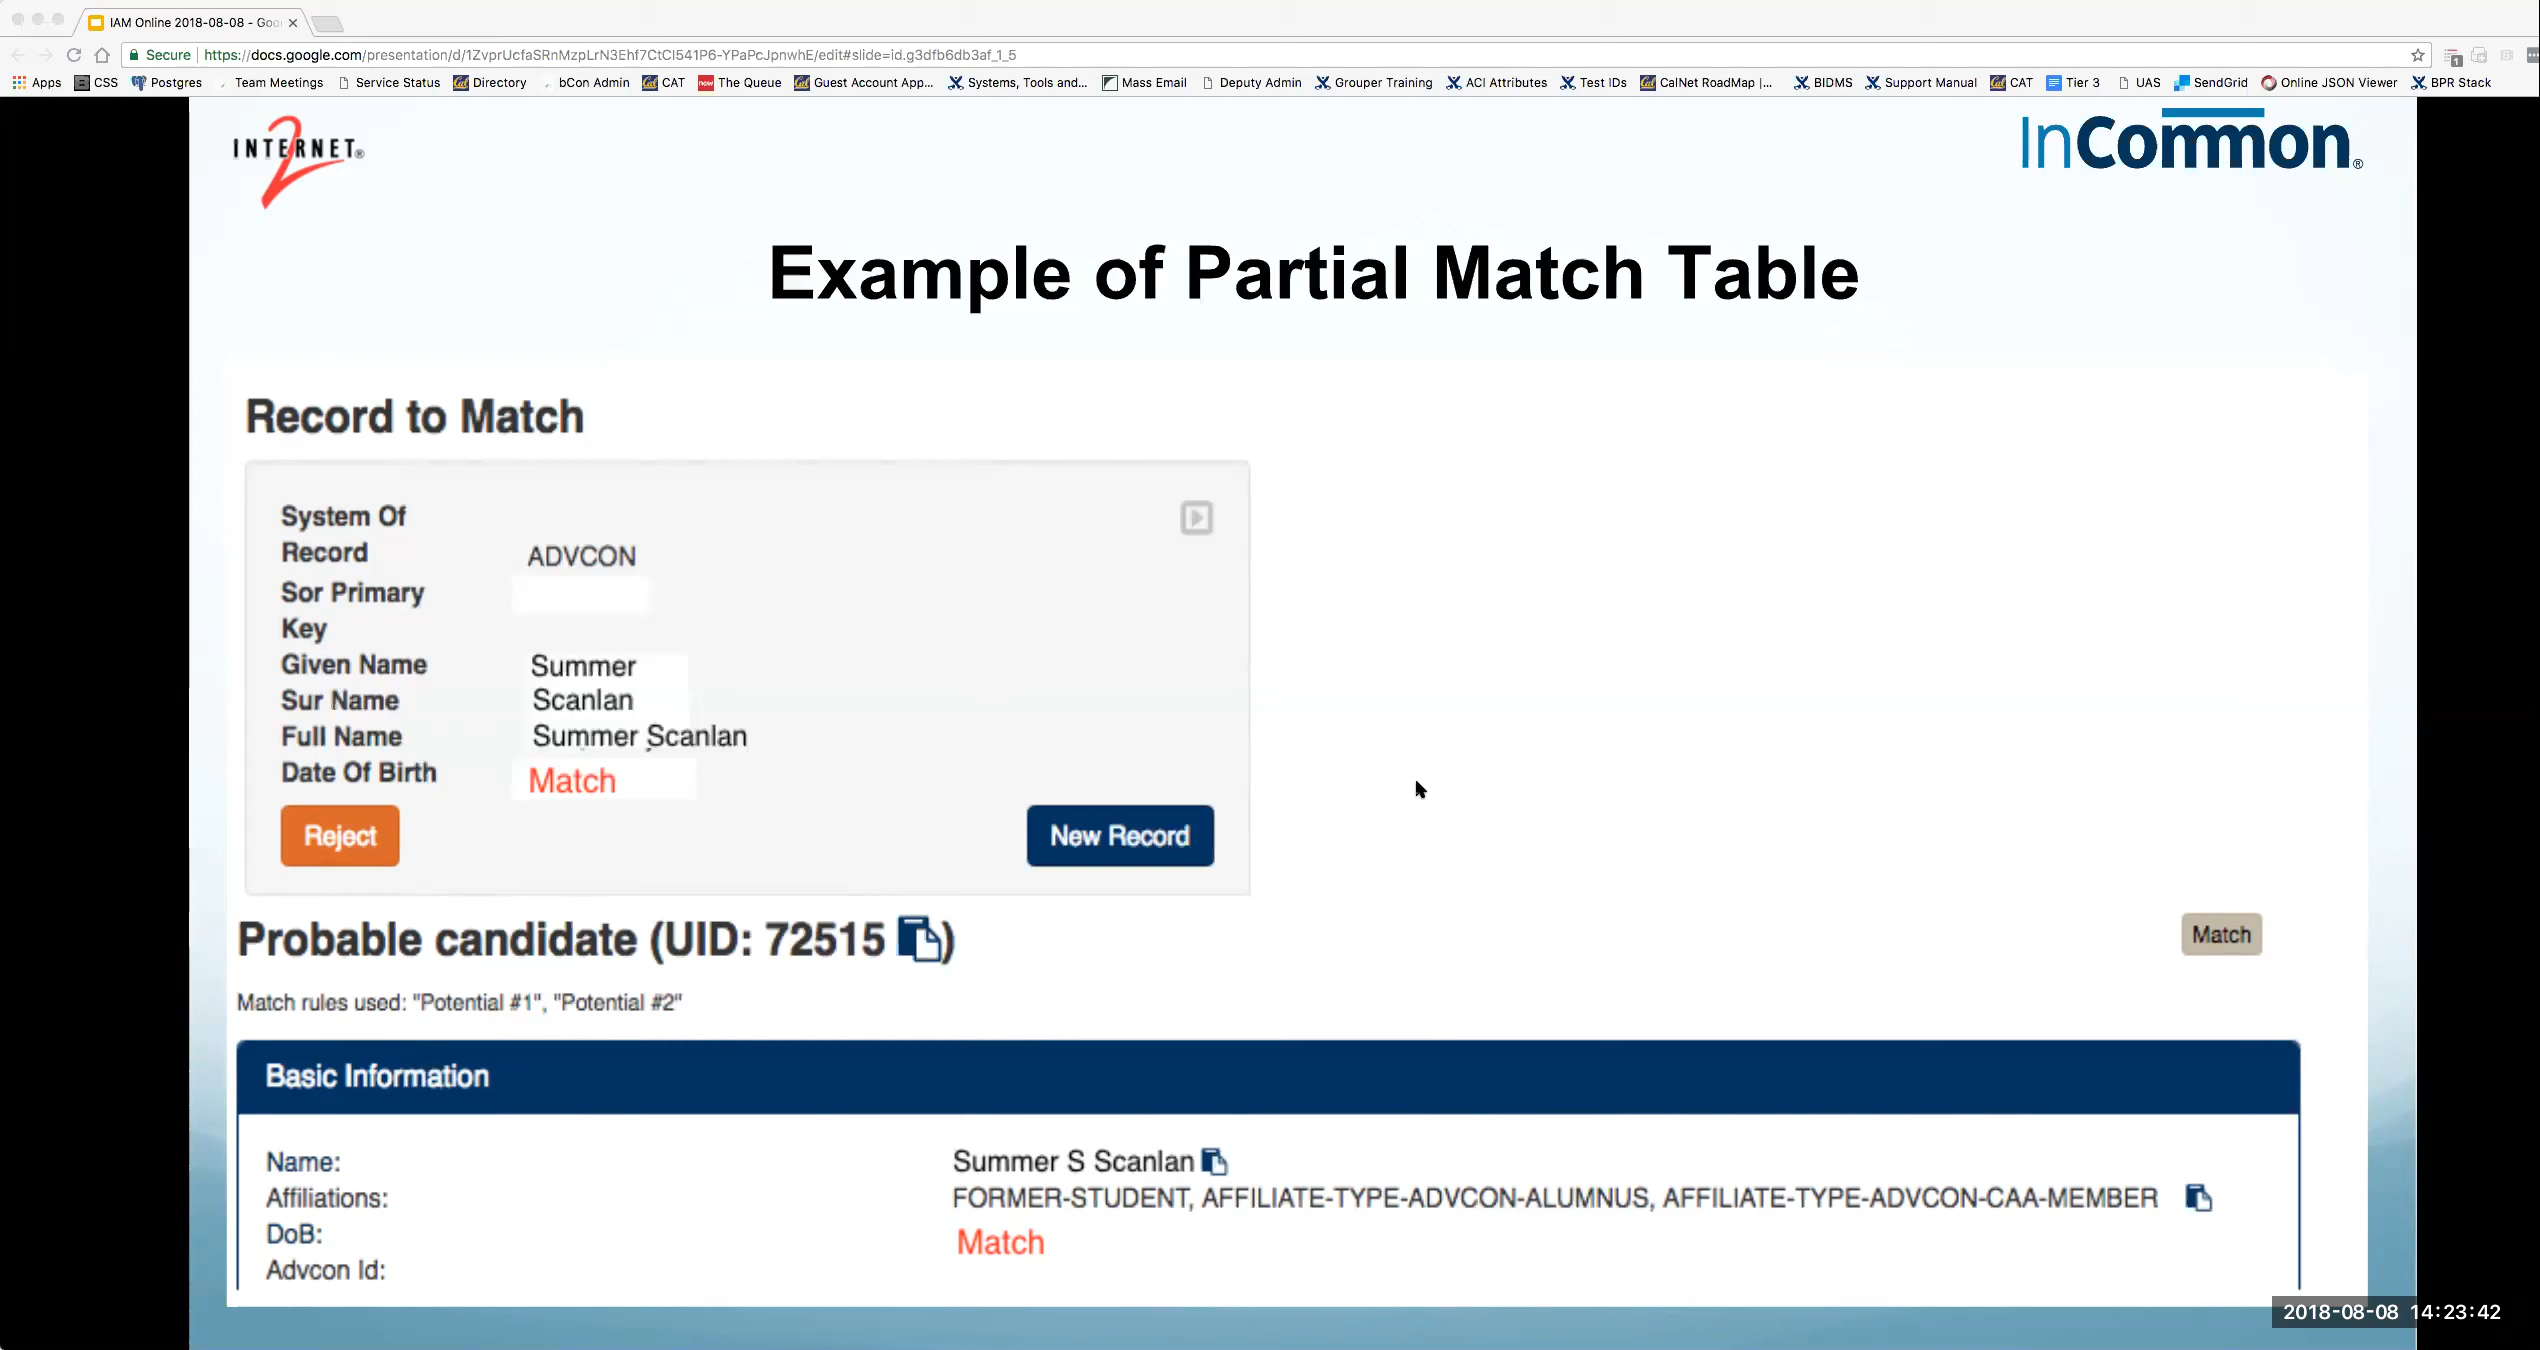 IAM Online 2018-08-08 - Goo
Secure https://docs.google.com/presentation/d/1ZvprUcfaSRnMzpLrN3Ehf7CtCI541P6-YPaPcJpnwhE/edit#slide=id.g3dfb6db3af_1_5
Apps CSS Postgres Team Meetings Service Status Directory bCon Admin CAT The Queue Guest Account App... Systems, Tools and... Mass Email Deputy Admin Grouper Training ACI Attributes Test IDs CalNet RoadMap |... BIDMS Support Manual CAT Tier 3 UAS SendGrid Online JSON Viewer BPR Stack
INTERNET2®
InCommon®
Example of Partial Match Table
Record to Match
System Of
Record ADVCON
Sor Primary
Key
Given Name Summer
Sur Name Scanlan
Full Name Summer Scanlan
Date Of Birth Match
Reject New Record
Probable candidate (UID: 72515 )
Match
Match rules used: "Potential #1", "Potential #2"
Basic Information
Name: Summer S Scanlan
Affiliations: FORMER-STUDENT, AFFILIATE-TYPE-ADVCON-ALUMNUS, AFFILIATE-TYPE-ADVCON-CAA-MEMBER
DoB: Match
Advcon Id:
2018-08-08 14:23:42